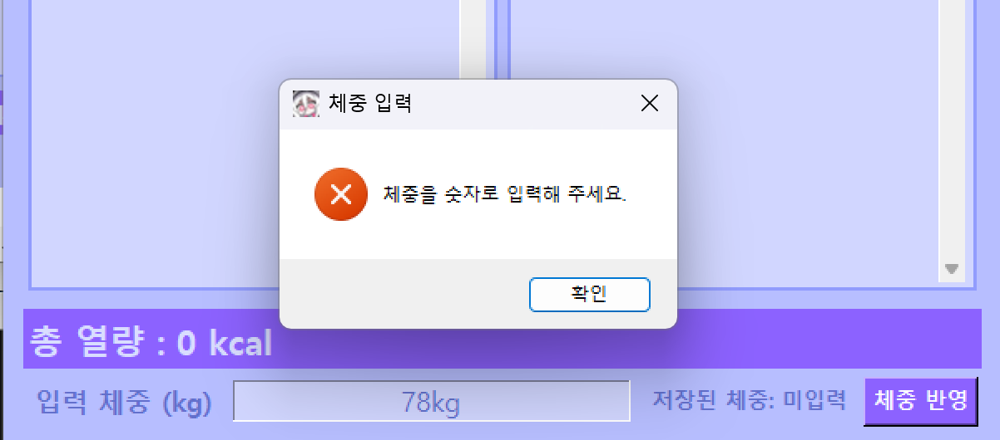 체중 입력
체중을 숫자로 입력해 주세요.
확인
총 열량 : 0 kcal
입력 체중 (kg) 78kg 저장된 체중: 미입력 체중 반영